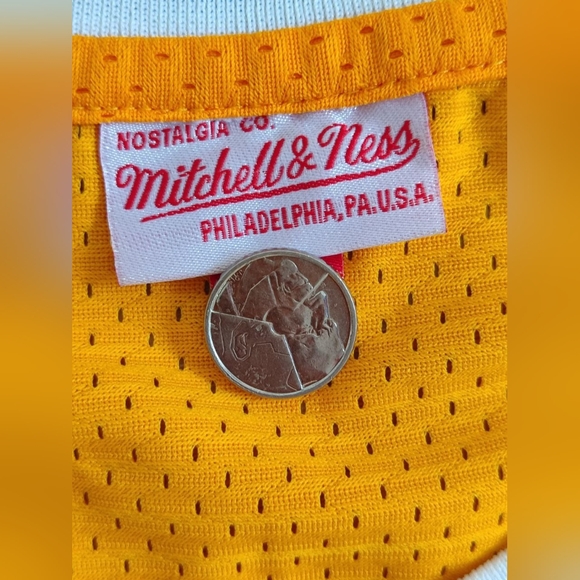 NOSTALGIA CO.
Mitchell & Ness
PHILADELPHIA, PA. U.S.A.